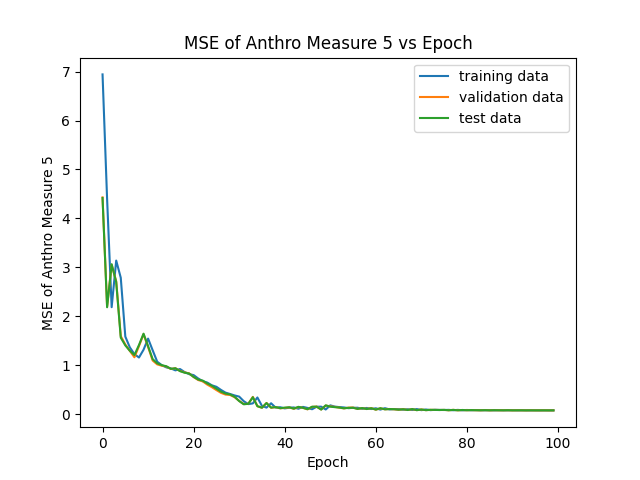 MSE of Anthro Measure 5 vs Epoch
training data
validation data
test data
MSE of Anthro Measure 5
7
6
5
4
3
2
1
0
0 20 40 60 80 100
Epoch